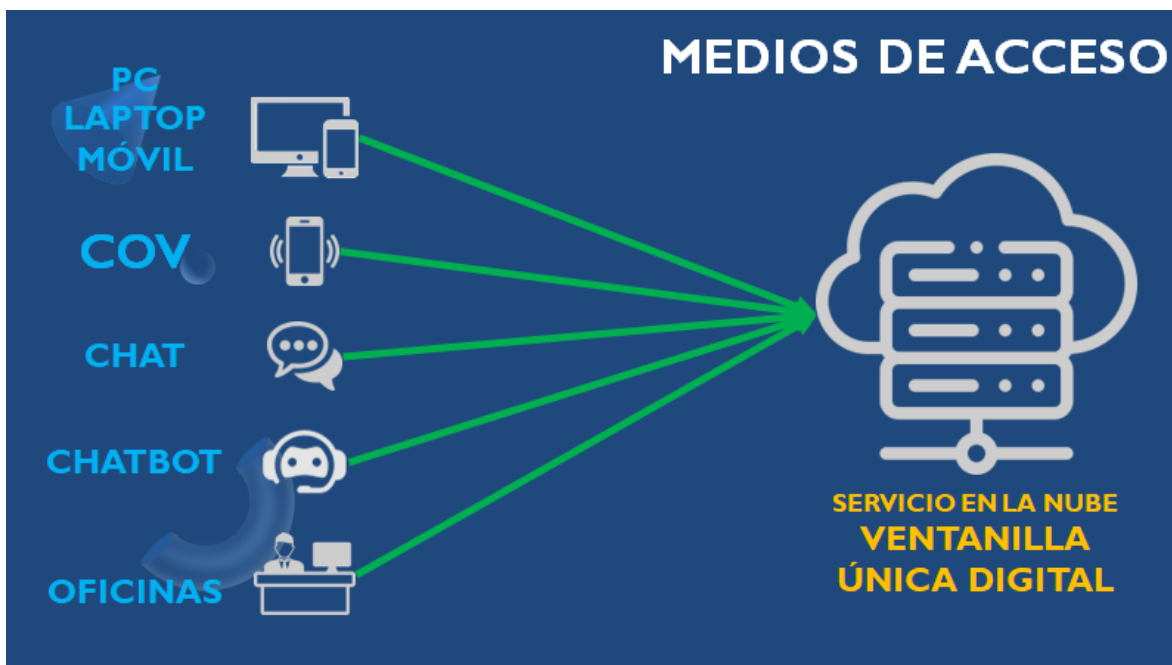 MEDIOS DE ACCESO
PC
LAPTOP
MÓVIL
COV
CHAT
CHATBOT
OFICINAS
SERVICIO EN LA NUBE
VENTANILLA
ÚNICA DIGITAL